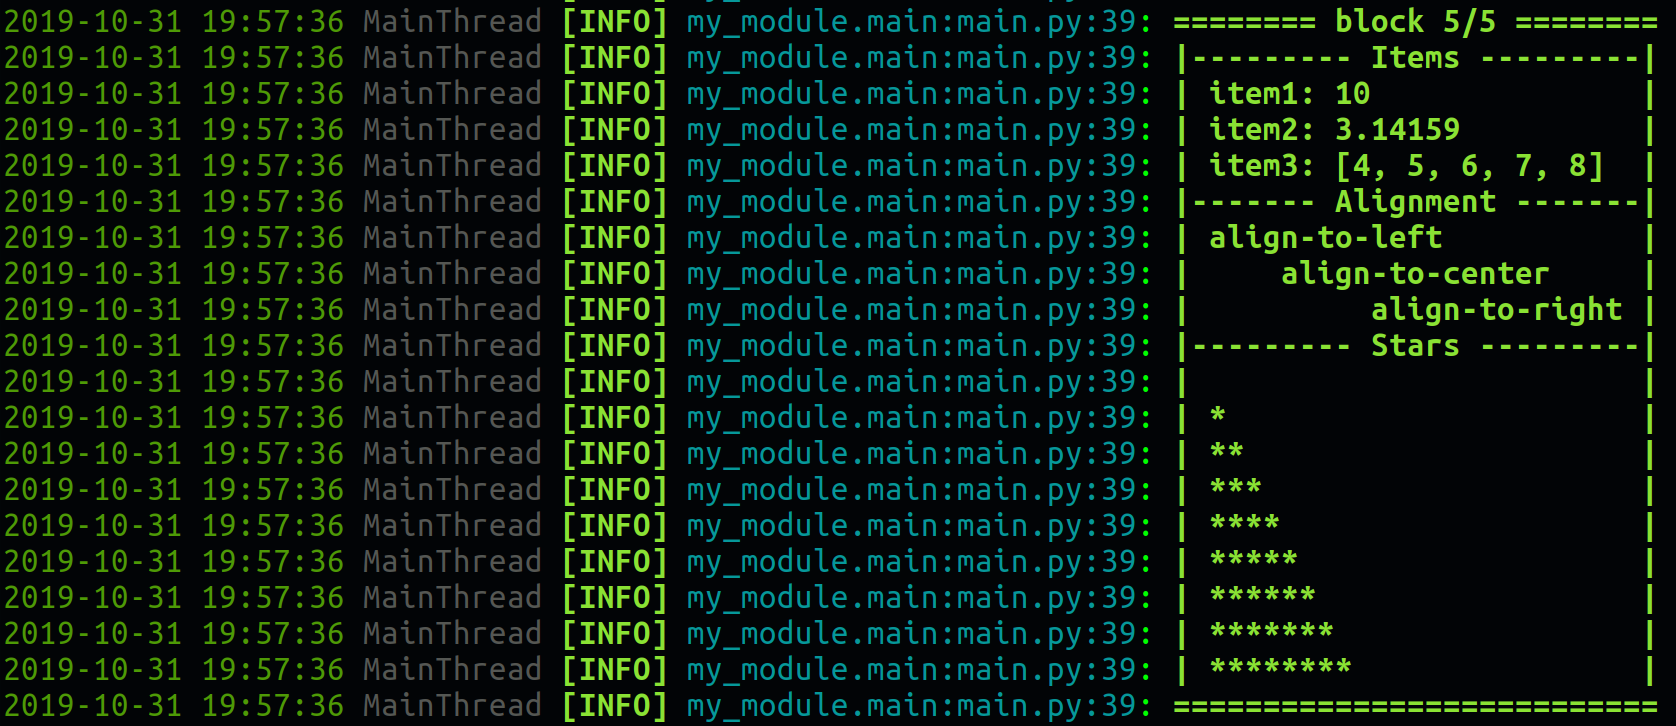 2019-10-31 19:57:36 MainThread [INFO] my_module.main:main.py:39: ======== block 5/5 ========
2019-10-31 19:57:36 MainThread [INFO] my_module.main:main.py:39: |--------- Items ---------|
2019-10-31 19:57:36 MainThread [INFO] my_module.main:main.py:39: | item1: 10               |
2019-10-31 19:57:36 MainThread [INFO] my_module.main:main.py:39: | item2: 3.14159          |
2019-10-31 19:57:36 MainThread [INFO] my_module.main:main.py:39: | item3: [4, 5, 6, 7, 8]  |
2019-10-31 19:57:36 MainThread [INFO] my_module.main:main.py:39: |------- Alignment -------|
2019-10-31 19:57:36 MainThread [INFO] my_module.main:main.py:39: | align-to-left           |
2019-10-31 19:57:36 MainThread [INFO] my_module.main:main.py:39: |     align-to-center     |
2019-10-31 19:57:36 MainThread [INFO] my_module.main:main.py:39: |          align-to-right |
2019-10-31 19:57:36 MainThread [INFO] my_module.main:main.py:39: |--------- Stars ---------|
2019-10-31 19:57:36 MainThread [INFO] my_module.main:main.py:39: |                         |
2019-10-31 19:57:36 MainThread [INFO] my_module.main:main.py:39: | *                       |
2019-10-31 19:57:36 MainThread [INFO] my_module.main:main.py:39: | **                      |
2019-10-31 19:57:36 MainThread [INFO] my_module.main:main.py:39: | ***                     |
2019-10-31 19:57:36 MainThread [INFO] my_module.main:main.py:39: | ****                    |
2019-10-31 19:57:36 MainThread [INFO] my_module.main:main.py:39: | *****                   |
2019-10-31 19:57:36 MainThread [INFO] my_module.main:main.py:39: | ******                  |
2019-10-31 19:57:36 MainThread [INFO] my_module.main:main.py:39: | *******                 |
2019-10-31 19:57:36 MainThread [INFO] my_module.main:main.py:39: | ********                |
2019-10-31 19:57:36 MainThread [INFO] my_module.main:main.py:39: ===========================